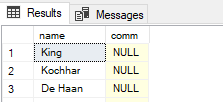 Results Messages
name comm
1 King NULL
2 Kochhar NULL
3 De Haan NULL